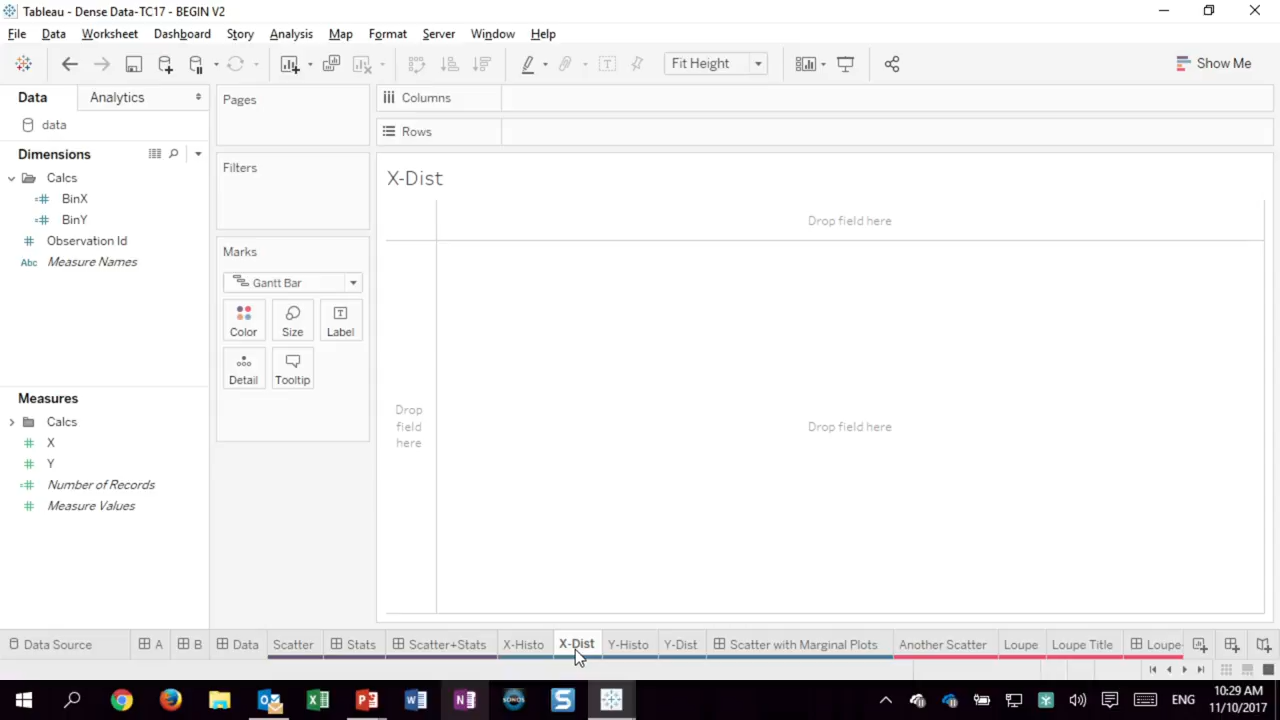 Tableau - Dense Data-TC17 - BEGIN V2
File Data Worksheet Dashboard Story Analysis Map Format Server Window Help
Fit Height
Show Me
Data Analytics
data
Dimensions
Calcs
BinX
BinY
Observation Id
Abc Measure Names
Measures
Calcs
X
Y
Number of Records
Measure Values
Pages
Filters
Marks
Gantt Bar
Color Size Label
Detail Tooltip
Columns
Rows
X-Dist
Drop field here
Drop
field
here
Drop field here
Data Source A B Data Scatter Stats Scatter+Stats X-Histo X-Dist Y-Histo Y-Dist Scatter with Marginal Plots Another Scatter Loupe Loupe Title Loupe-
ENG
10:29 AM
11/10/2017